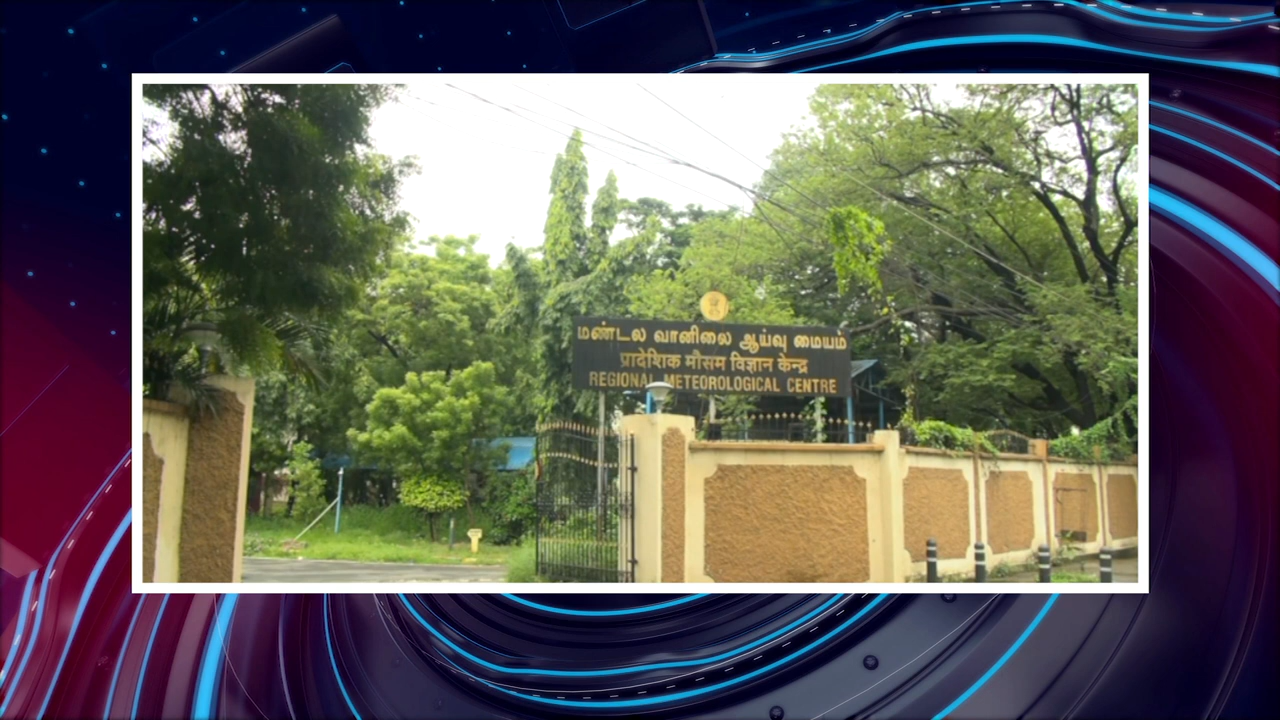 மண்டல வானிலை ஆய்வு மையம்
प्रादेशिक मौसम विज्ञान केन्द्र
REGIONAL METEOROLOGICAL CENTRE